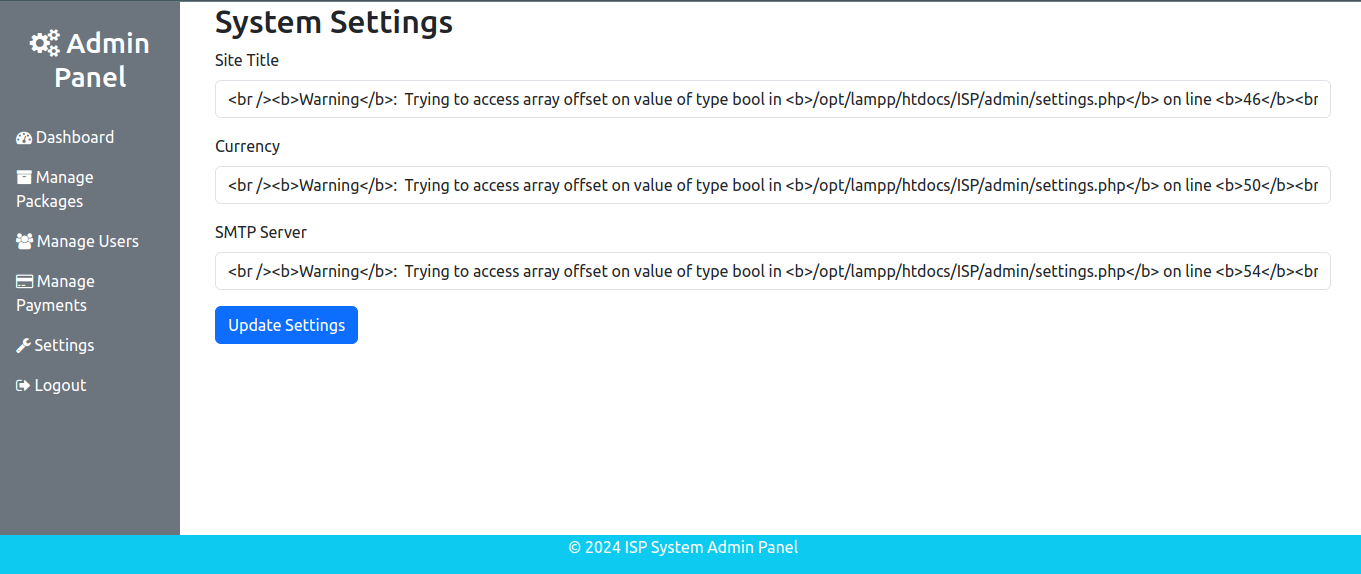 Admin
Panel
Dashboard
Manage
Packages
Manage Users
Manage
Payments
Settings
Logout
System Settings
Site Title
<br /><b>Warning</b>:  Trying to access array offset on value of type bool in <b>/opt/lampp/htdocs/ISP/admin/settings.php</b> on line <b>46</b><br
Currency
<br /><b>Warning</b>:  Trying to access array offset on value of type bool in <b>/opt/lampp/htdocs/ISP/admin/settings.php</b> on line <b>50</b><br
SMTP Server
<br /><b>Warning</b>:  Trying to access array offset on value of type bool in <b>/opt/lampp/htdocs/ISP/admin/settings.php</b> on line <b>54</b><br
Update Settings
© 2024 ISP System Admin Panel